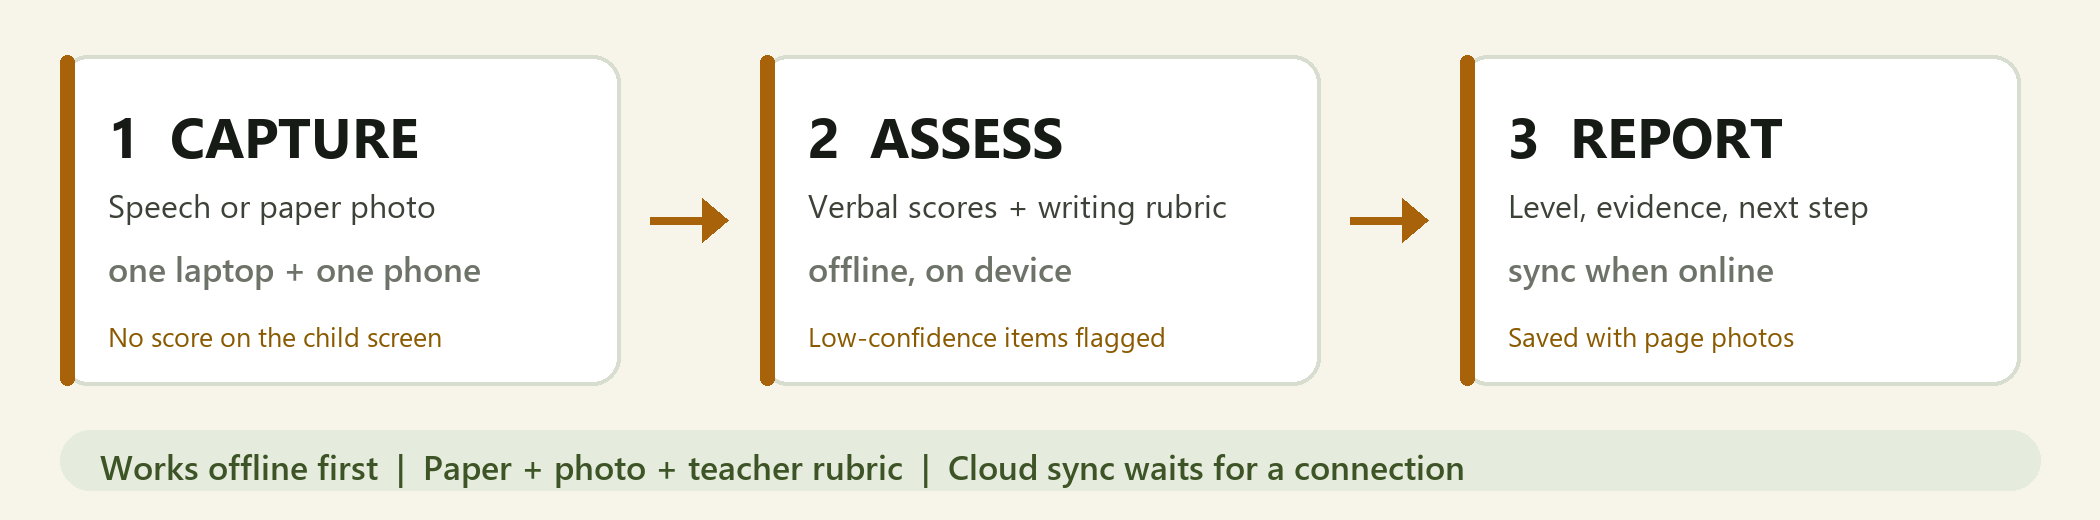 1 CAPTURE
Speech or paper photo
one laptop + one phone
No score on the child screen
2 ASSESS
Verbal scores + writing rubric
offline, on device
Low-confidence items flagged
3 REPORT
Level, evidence, next step
sync when online
Saved with page photos
Works offline first | Paper + photo + teacher rubric | Cloud sync waits for a connection